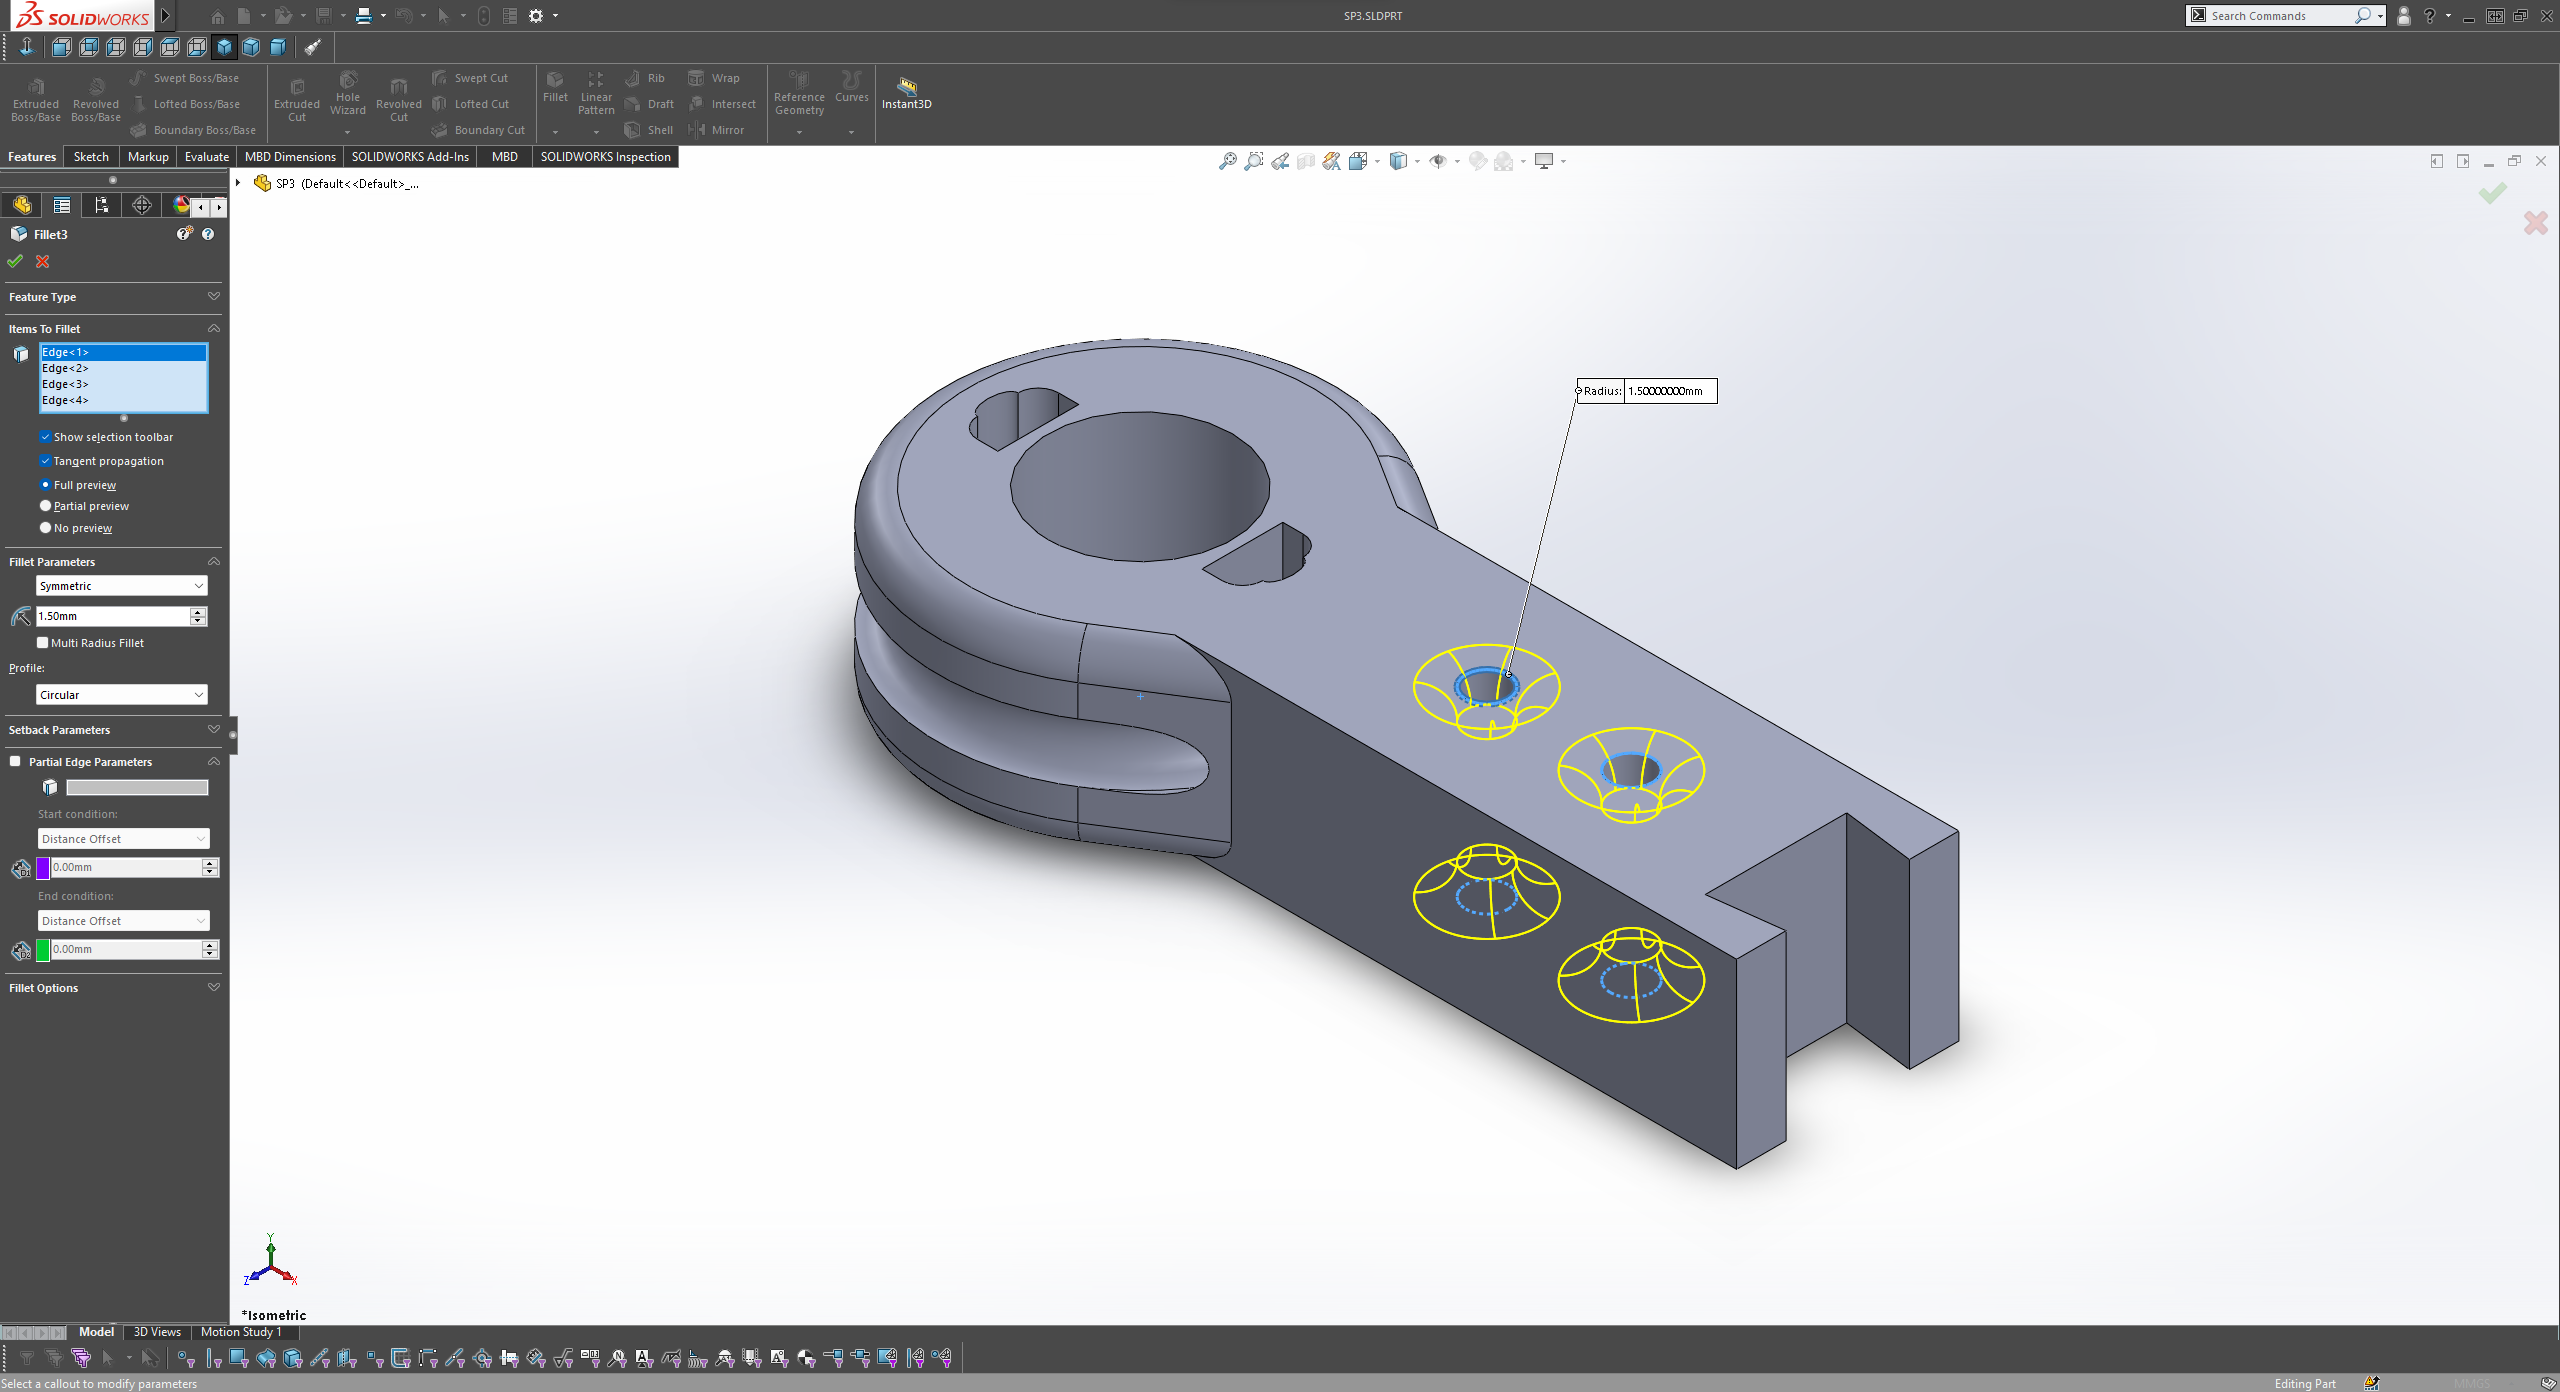 SOLIDWORKS
SP3.SLDPRT
Search Commands
Extruded Boss/Base
Revolved Boss/Base
Swept Boss/Base
Lofted Boss/Base
Boundary Boss/Base
Extruded Cut
Hole Wizard
Revolved Cut
Swept Cut
Lofted Cut
Boundary Cut
Fillet
Linear Pattern
Rib
Draft
Shell
Wrap
Intersect
Mirror
Reference Geometry
Curves
Instant3D
Features
Sketch
Markup
Evaluate
MBD Dimensions
SOLIDWORKS Add-Ins
MBD
SOLIDWORKS Inspection
SP3 (Default<<Default>_...
Fillet3
Feature Type
Items To Fillet
Edge<1>
Edge<2>
Edge<3>
Edge<4>
Show selection toolbar
Tangent propagation
Full preview
Partial preview
No preview
Fillet Parameters
Symmetric
1.50mm
Multi Radius Fillet
Profile:
Circular
Setback Parameters
Partial Edge Parameters
Start condition:
Distance Offset
0.00mm
End condition:
Distance Offset
0.00mm
Fillet Options
Radius: 1.50000000mm
Y
Z
X
*Isometric
Model
3D Views
Motion Study 1
Select a callout to modify parameters
Editing Part
MMGS